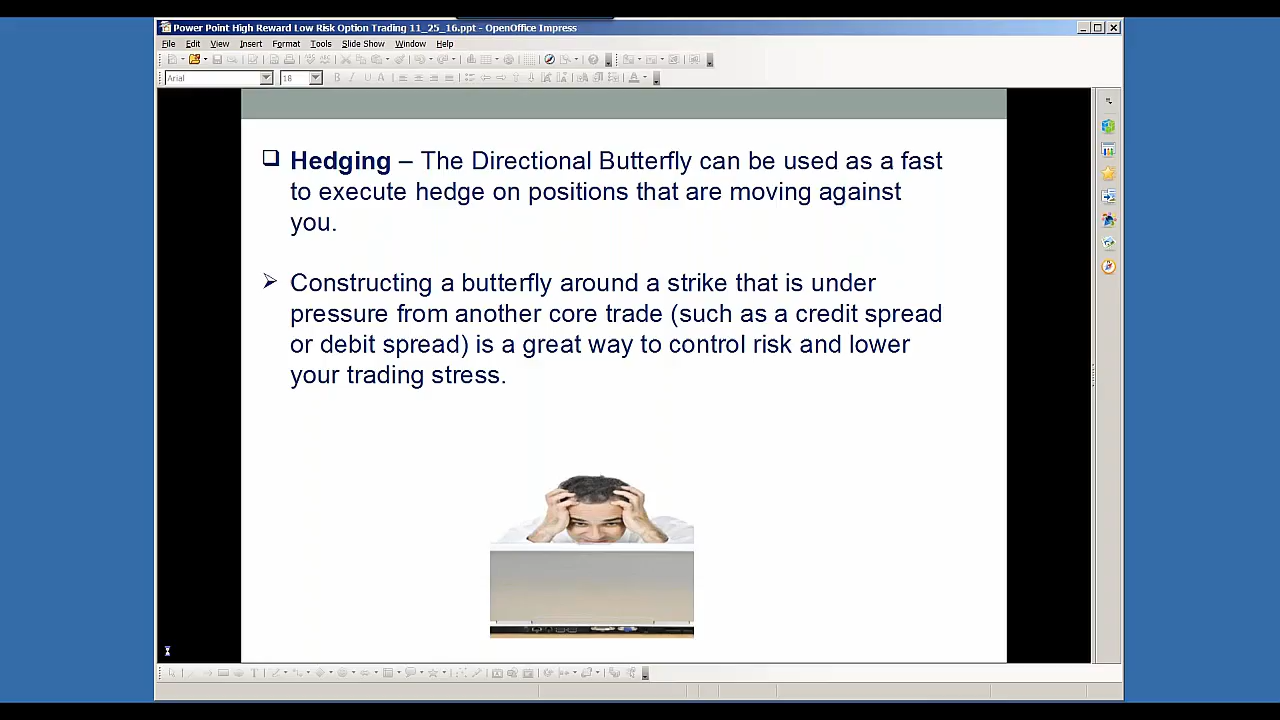 Power Point High Reward Low Risk Option Trading 11_25_16.ppt - OpenOffice Impress
File Edit View Insert Format Tools Slide Show Window Help
Arial 18
Hedging – The Directional Butterfly can be used as a fast
to execute hedge on positions that are moving against
you.
Constructing a butterfly around a strike that is under
pressure from another core trade (such as a credit spread
or debit spread) is a great way to control risk and lower
your trading stress.